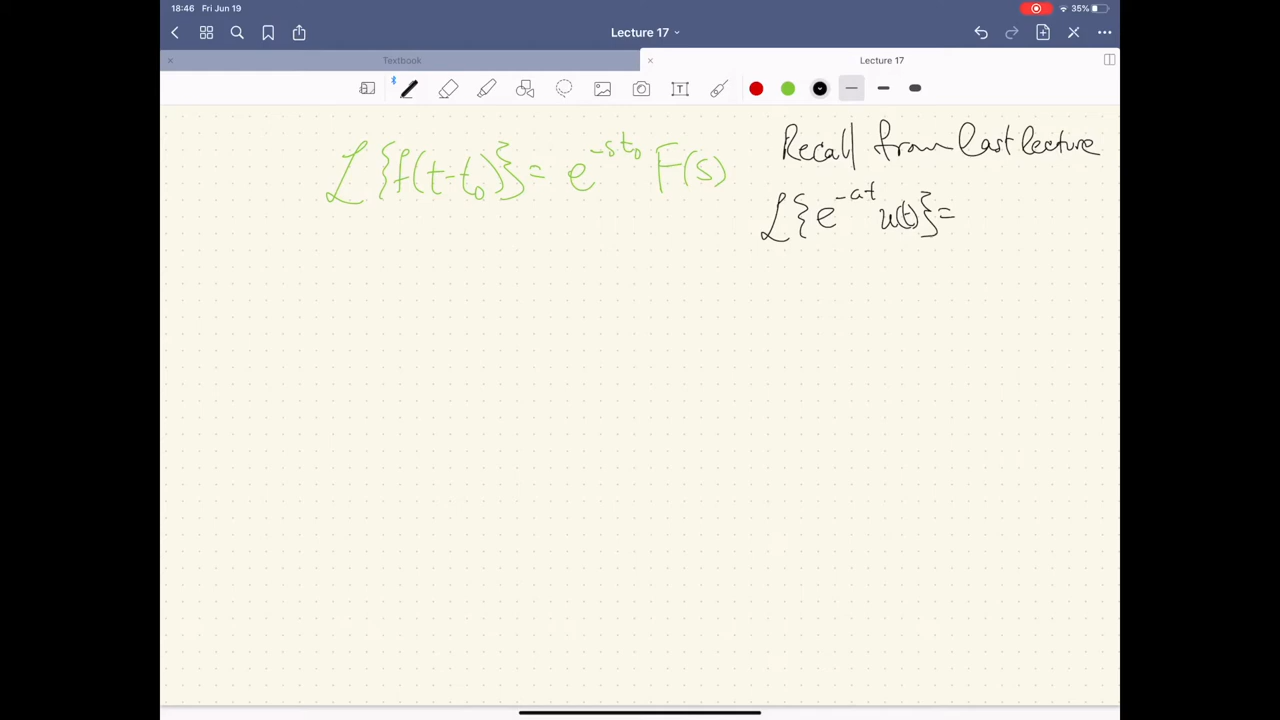 18:46 Fri Jun 19
35%
Lecture 17
Textbook
Lecture 17
T
ℒ{f(t-t₀)}= e^{-st₀} F(s)
Recall from last lecture
ℒ{e^{-at} u(t)}=